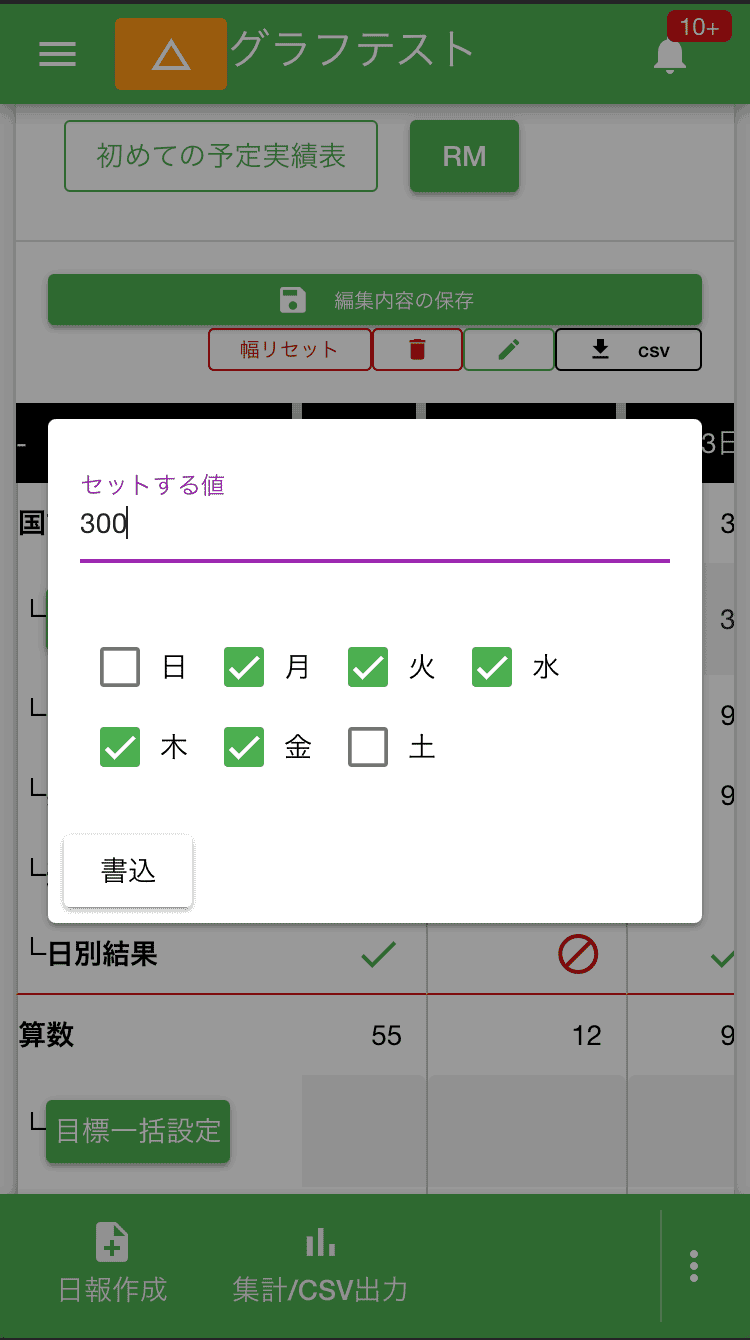 グラフテスト
10+
初めての予定実績表
RM
編集内容の保存
幅リセット
csv
- 3日
セットする値
300
国 3
└ 3
日 月 火 水
└ 9
木 金 土
└ 9
書込
└
└日別結果
算数 55 12 9
└目標一括設定
日報作成
集計/CSV出力